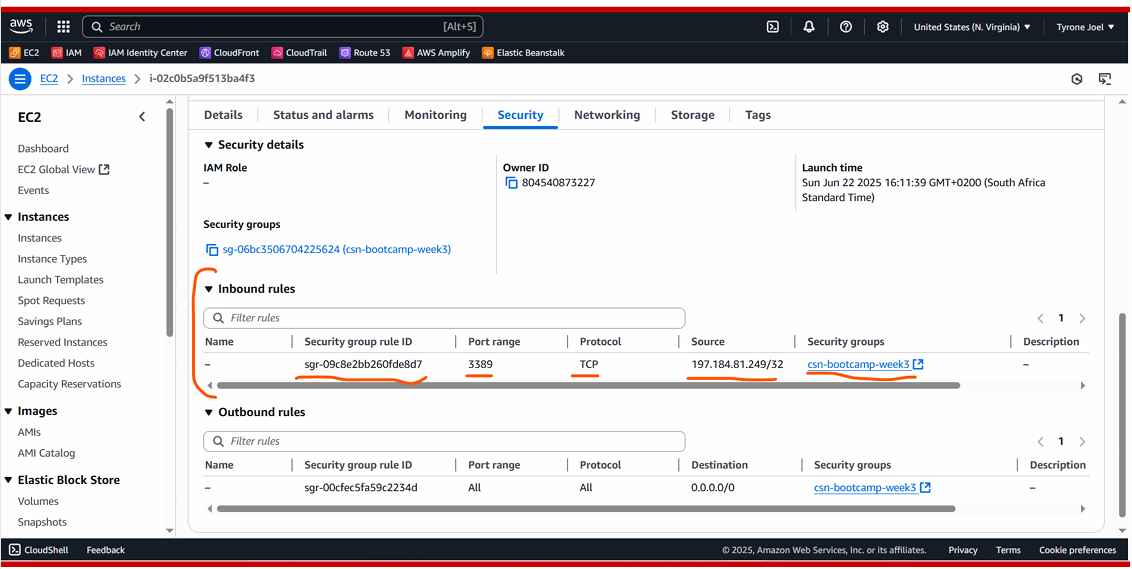 aws Search [Alt+S] United States (N. Virginia) Tyrone Joel
EC2 IAM IAM Identity Center CloudFront CloudTrail Route 53 AWS Amplify Elastic Beanstalk
EC2 > Instances > i-02c0b5a9f513ba4f3
EC2
Dashboard
EC2 Global View
Events
Instances
Instances
Instance Types
Launch Templates
Spot Requests
Savings Plans
Reserved Instances
Dedicated Hosts
Capacity Reservations
Images
AMIs
AMI Catalog
Elastic Block Store
Volumes
Snapshots
Details Status and alarms Monitoring Security Networking Storage Tags
Security details
IAM Role
–
Owner ID
804540873227
Launch time
Sun Jun 22 2025 16:11:39 GMT+0200 (South Africa
Standard Time)
Security groups
sg-06bc3506704225624 (csn-bootcamp-week3)
Inbound rules
Filter rules 1
Name Security group rule ID Port range Protocol Source Security groups Description
– sgr-09c8e2bb260fde8d7 3389 TCP 197.184.81.249/32 csn-bootcamp-week3 –
Outbound rules
Filter rules 1
Name Security group rule ID Port range Protocol Destination Security groups Description
– sgr-00cfec5fa59c2234d All All 0.0.0.0/0 csn-bootcamp-week3 –
CloudShell Feedback © 2025, Amazon Web Services, Inc. or its affiliates. Privacy Terms Cookie preferences